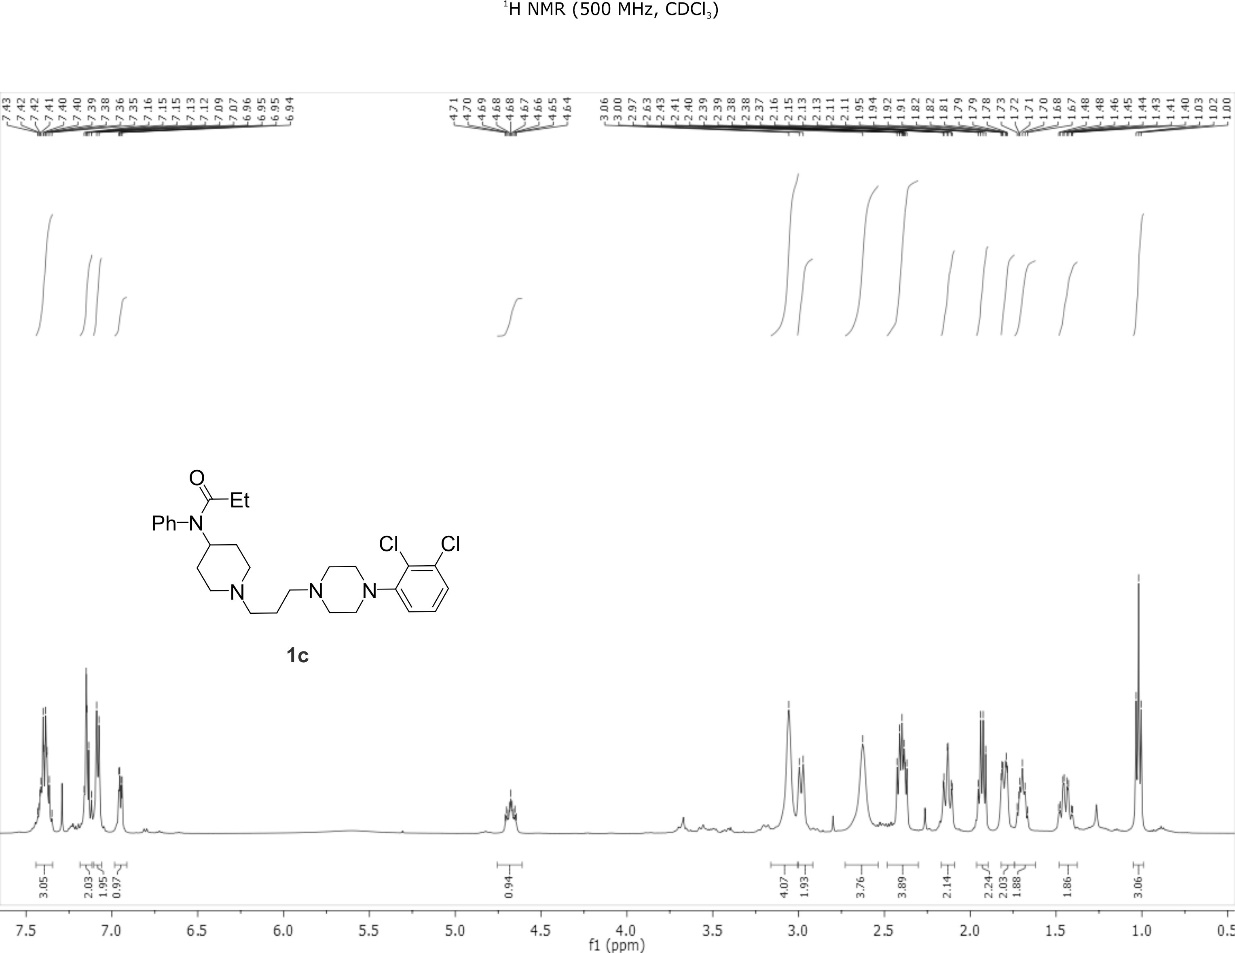 ¹H NMR (500 MHz, CDCl₃)
7.43 7.42 7.42 7.41 7.40 7.40 7.39 7.38 7.36 7.35 7.16 7.15 7.15 7.13 7.12 7.09 7.07 6.96 6.95 6.95 6.94 4.71 4.70 4.69 4.68 4.68 4.67 4.66 4.65 4.64 3.06 3.00 2.97 2.63 2.43 2.41 2.40 2.39 2.39 2.38 2.38 2.37 2.16 2.15 2.13 2.13 2.11 2.11 1.95 1.94 1.92 1.91 1.82 1.82 1.81 1.79 1.79 1.78 1.73 1.72 1.71 1.70 1.68 1.67 1.48 1.48 1.46 1.45 1.44 1.43 1.41 1.40 1.03 1.02 1.00
O
Et
Ph N
Cl Cl
N N N
1c
3.05 2.03 1.95 0.97 0.94 4.07 1.93 3.76 3.89 2.14 2.24 2.03 1.88 1.86 3.06
7.5 7.0 6.5 6.0 5.5 5.0 4.5 4.0 3.5 3.0 2.5 2.0 1.5 1.0 0.5
f1 (ppm)